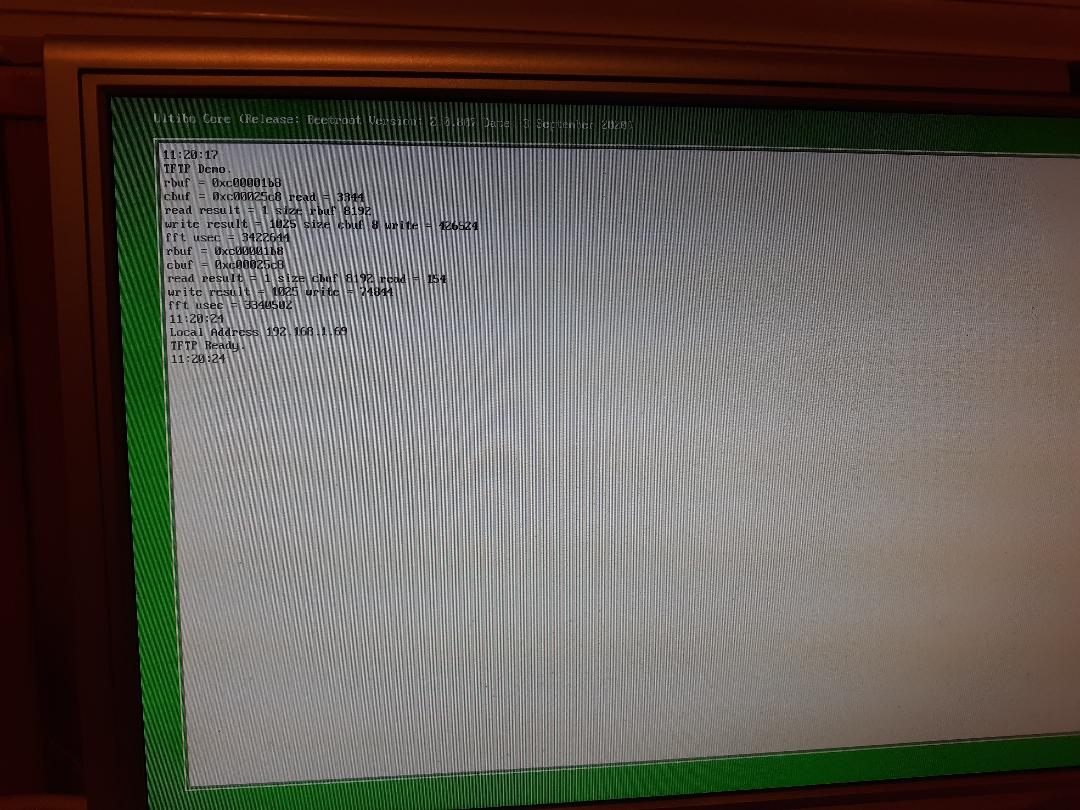 Ultibo Core (Release: Beetroot Version: 2.0.807 Date: 3 September 2020)
11:20:17
TFTP Demo.
rbuf = 0xc00001b8
cbuf = 0xc00025c8 read = 3344
read result = 1 size rbuf 8192
write result = 1025 size cbuf 8 write = 426524
fft usec = 3422644
rbuf = 0xc00001b8
cbuf = 0xc00025c8
read result = 1 size cbuf 8192 read = 154
write result = 1025 write = 74844
fft usec = 3340502
11:20:24
Local Address 192.168.1.69
TFTP Ready.
11:20:24